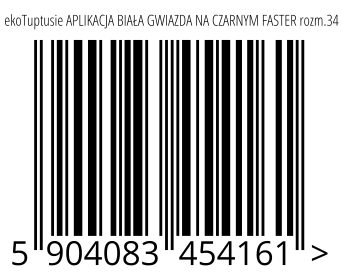 ekoTuptusie APLIKACJA BIAŁA GWIAZDA NA CZARNYM FASTER rozm.34
5 904083 454161 >